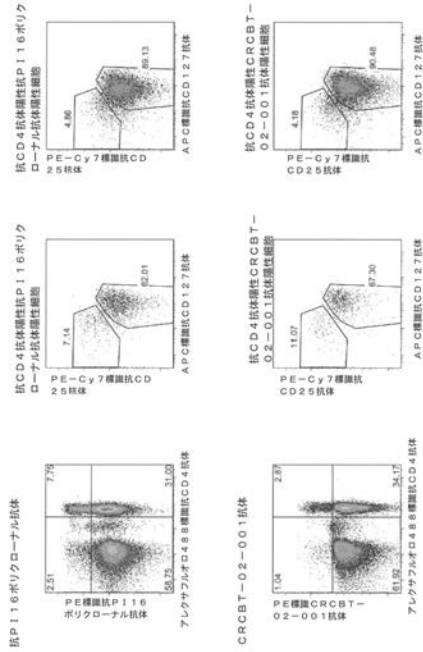 抗PI16ポリクローナル抗体
2.51
7.75
58.75
31.00
PE標識抗PI16
ポリクローナル抗体
アレクサフルオロ488標識抗CD4抗体
抗CD4抗体陽性抗PI16ポリク
ローナル抗体陽性細胞
7.14
62.01
PE-Cy7標識抗CD
25抗体
APC標識抗CD127抗体
抗CD4抗体陽性抗PI16ポリク
ローナル抗体陰性細胞
4.86
89.13
PE-Cy7標識抗CD
25抗体
APC標識抗CD127抗体
CRCBT-02-001抗体
1.04
2.87
61.92
34.17
PE標識CRCBT-
02-001抗体
アレクサフルオロ488標識抗CD4抗体
抗CD4抗体陽性CRCBT-
02-001抗体陽性細胞
11.07
67.30
PE-Cy7標識抗
CD25抗体
APC標識抗CD127抗体
抗CD4抗体陽性CRCBT-
02-001抗体陰性細胞
4.18
90.48
PE-Cy7標識抗
CD25抗体
APC標識抗CD127抗体